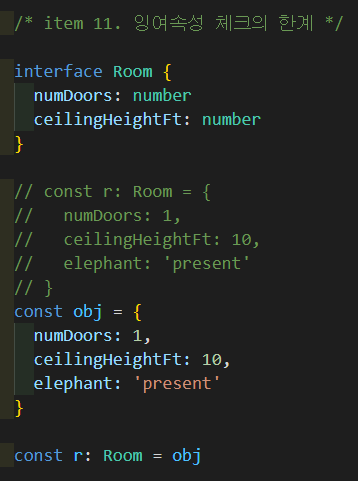 /* item 11. 잉여속성 체크의 한계 */
interface Room {
numDoors: number
ceilingHeightFt: number
}
// const r: Room = {
//   numDoors: 1,
//   ceilingHeightFt: 10,
//   elephant: 'present'
// }
const obj = {
numDoors: 1,
ceilingHeightFt: 10,
elephant: 'present'
}
const r: Room = obj